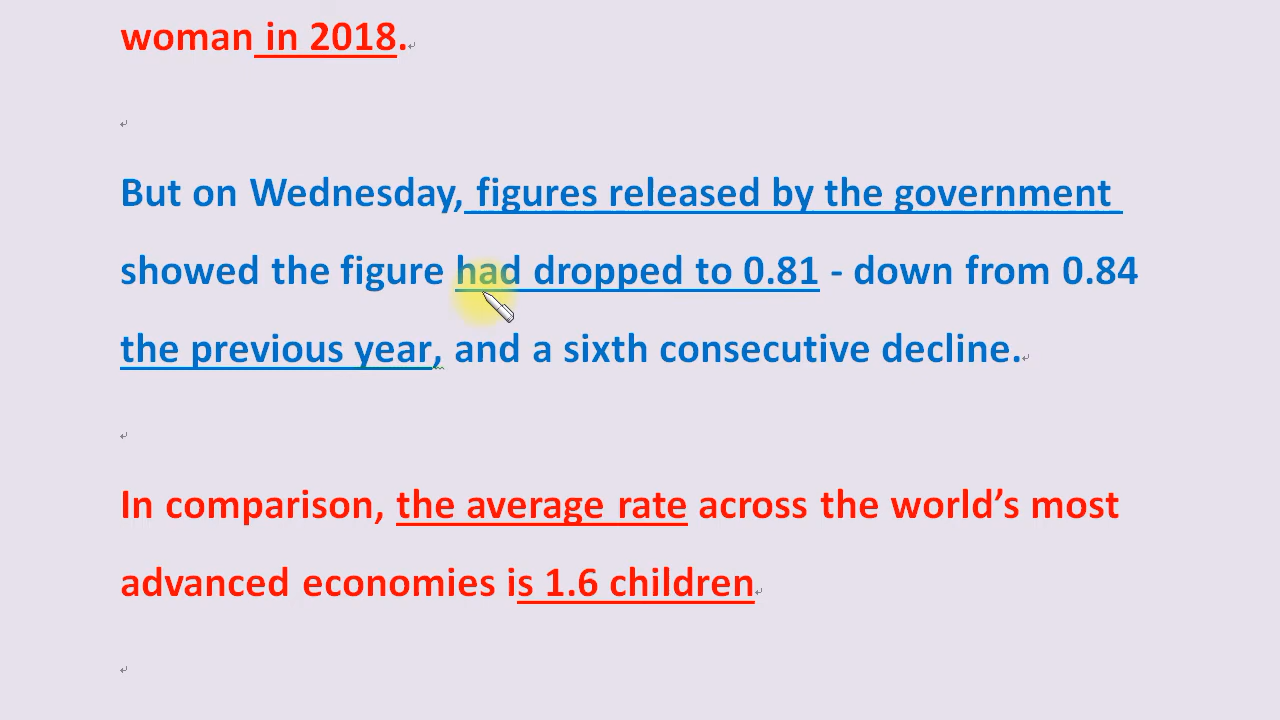 woman in 2018.
But on Wednesday, figures released by the government
showed the figure had dropped to 0.81 - down from 0.84
the previous year, and a sixth consecutive decline.
In comparison, the average rate across the world’s most
advanced economies is 1.6 children